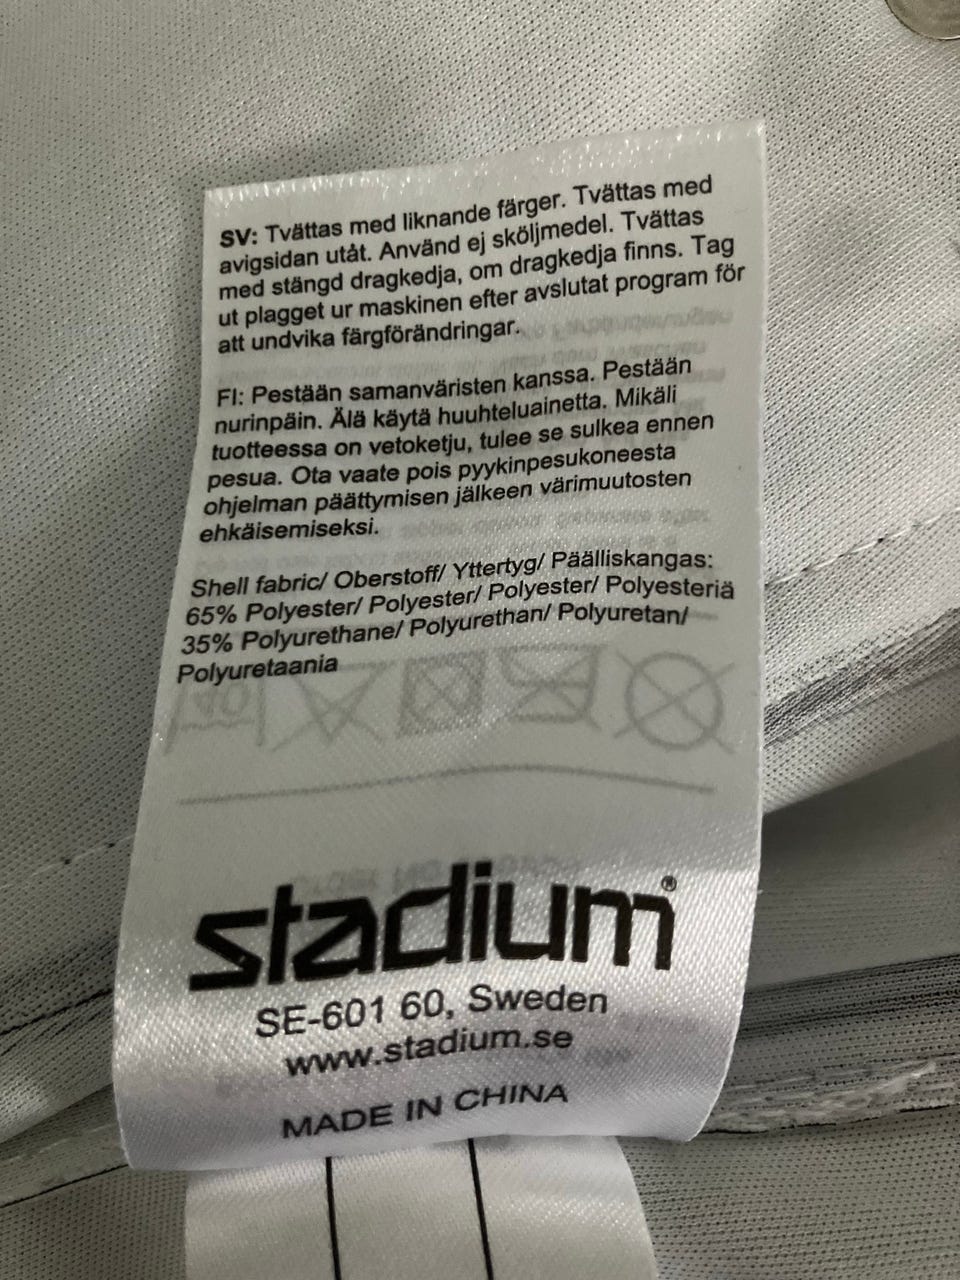 SV: Tvättas med liknande färger. Tvättas med
avigsidan utåt. Använd ej sköljmedel. Tvättas
med stängd dragkedja, om dragkedja finns. Tag
ut plagget ur maskinen efter avslutat program för
att undvika färgförändringar.
FI: Pestään samanväristen kanssa. Pestään
nurinpäin. Älä käytä huuhteluainetta. Mikäli
tuotteessa on vetoketju, tulee se sulkea ennen
pesua. Ota vaate pois pyykinpesukoneesta
ohjelman päättymisen jälkeen värimuutosten
ehkäisemiseksi.
Shell fabric/ Oberstoff/ Yttertyg/ Päälliskangas:
65% Polyester/ Polyester/ Polyester/ Polyesteriä
35% Polyurethane/ Polyurethan/ Polyuretan/
Polyuretaania
stadium®
SE-601 60, Sweden
www.stadium.se
MADE IN CHINA